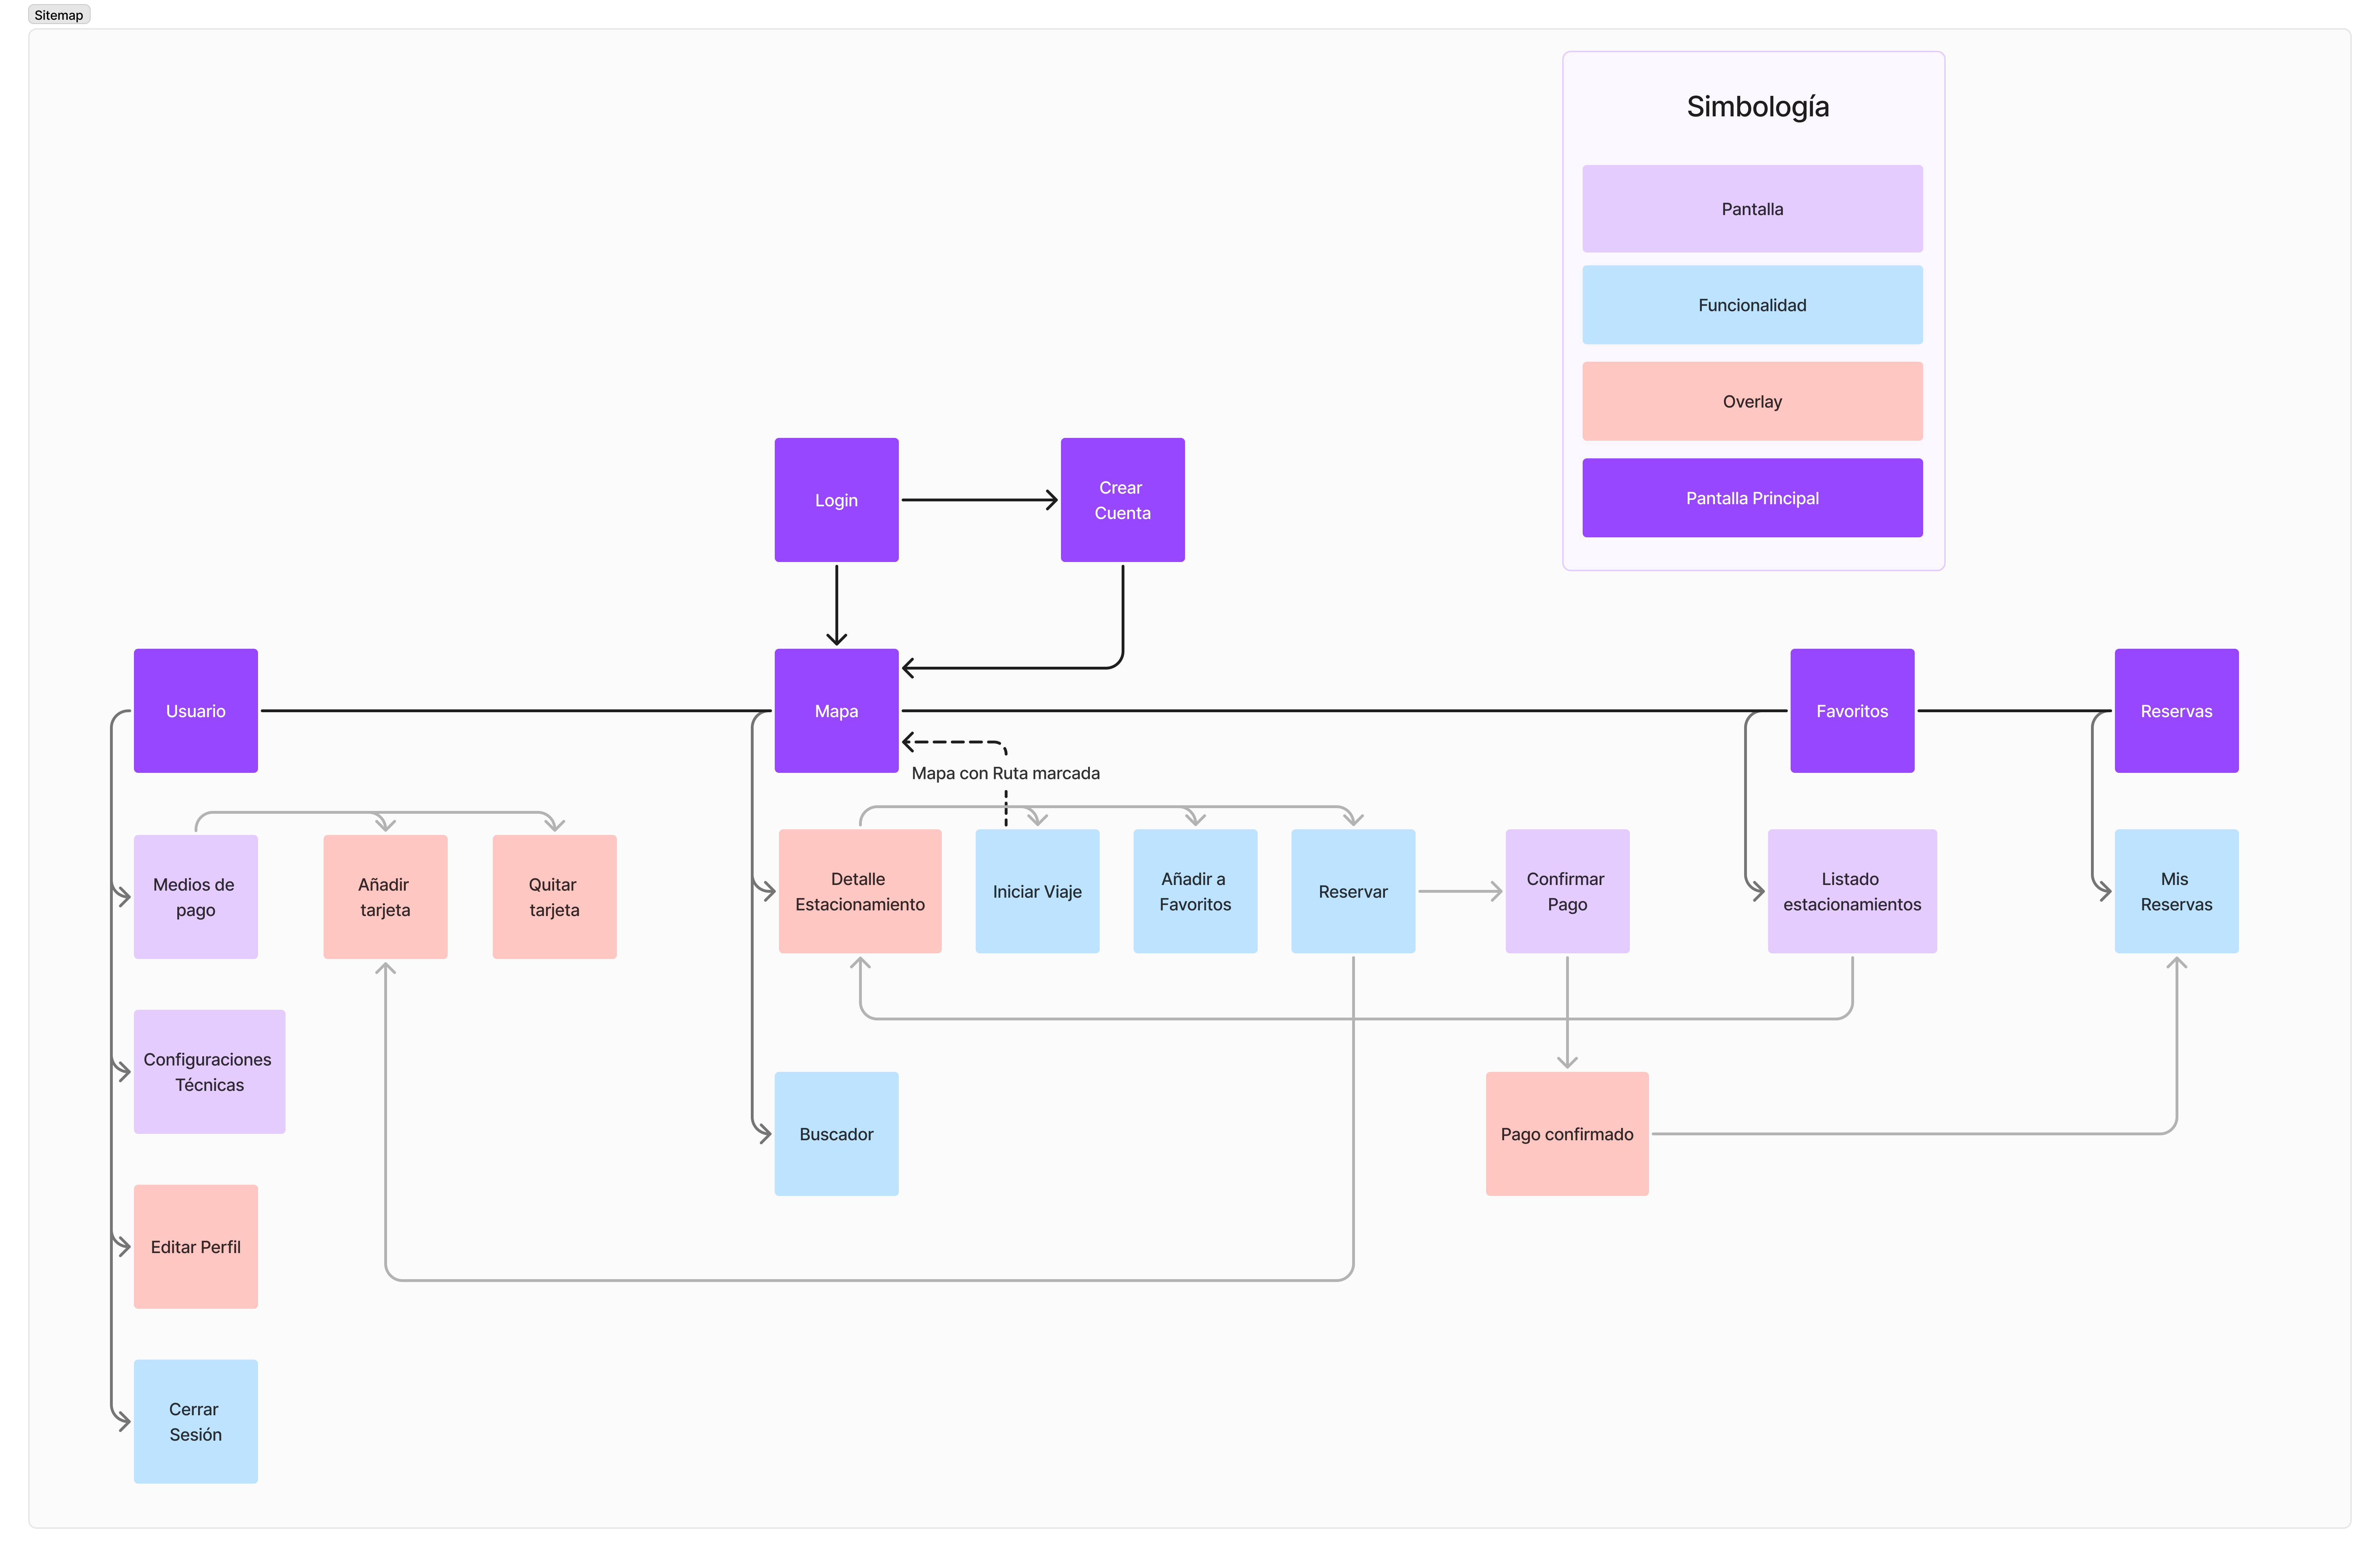 Sitemap
Simbología
Pantalla
Funcionalidad
Overlay
Pantalla Principal
Login
Crear
Cuenta
Usuario
Mapa
Favoritos
Reservas
Mapa con Ruta marcada
Medios de
pago
Añadir
tarjeta
Quitar
tarjeta
Detalle
Estacionamiento
Iniciar Viaje
Añadir a
Favoritos
Reservar
Confirmar
Pago
Listado
estacionamientos
Mis
Reservas
Configuraciones
Técnicas
Buscador
Pago confirmado
Editar Perfil
Cerrar
Sesión